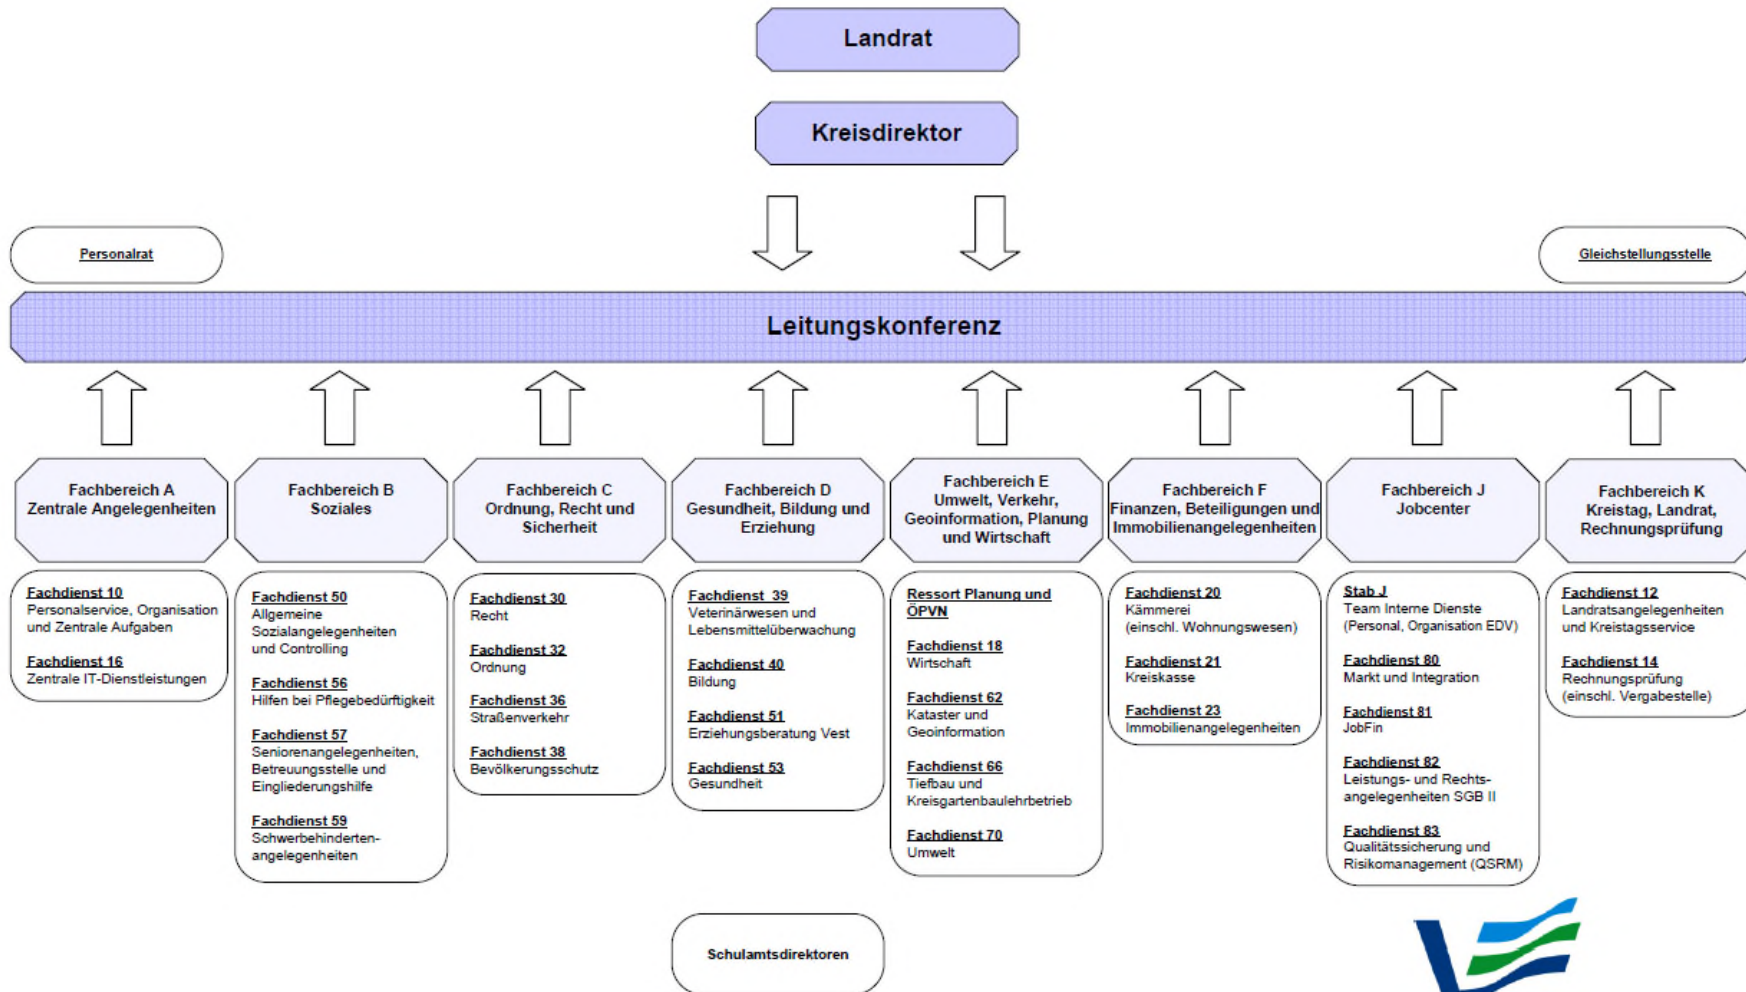 Landrat
Kreisdirektor
Personalrat
Gleichstellungsstelle
Leitungskonferenz
Fachbereich A
Zentrale Angelegenheiten
Fachdienst 10
Personalservice, Organisation
und Zentrale Aufgaben
Fachdienst 16
Zentrale IT-Dienstleistungen
Fachbereich B
Soziales
Fachdienst 50
Allgemeine
Sozialangelegenheiten
und Controlling
Fachdienst 56
Hilfen bei Pflegebedürftigkeit
Fachdienst 57
Seniorenangelegenheiten,
Betreuungsstelle und
Eingliederungshilfe
Fachdienst 59
Schwerbehinderten-
angelegenheiten
Fachbereich C
Ordnung, Recht und
Sicherheit
Fachdienst 30
Recht
Fachdienst 32
Ordnung
Fachdienst 36
Straßenverkehr
Fachdienst 38
Bevölkerungsschutz
Fachbereich D
Gesundheit, Bildung und
Erziehung
Fachdienst 39
Veterinärwesen und
Lebensmittelüberwachung
Fachdienst 40
Bildung
Fachdienst 51
Erziehungsberatung Vest
Fachdienst 53
Gesundheit
Fachbereich E
Umwelt, Verkehr,
Geoinformation, Planung
und Wirtschaft
Ressort Planung und
ÖPVN
Fachdienst 18
Wirtschaft
Fachdienst 62
Kataster und
Geoinformation
Fachdienst 66
Tiefbau und
Kreisgartenbaulehrbetrieb
Fachdienst 70
Umwelt
Fachbereich F
Finanzen, Beteiligungen und
Immobilienangelegenheiten
Fachdienst 20
Kämmerei
(einschl. Wohnungswesen)
Fachdienst 21
Kreiskasse
Fachdienst 23
Immobilienangelegenheiten
Fachbereich J
Jobcenter
Stab J
Team Interne Dienste
(Personal, Organisation EDV)
Fachdienst 80
Markt und Integration
Fachdienst 81
JobFin
Fachdienst 82
Leistungs- und Rechts-
angelegenheiten SGB II
Fachdienst 83
Qualitätssicherung und
Risikomanagement (QSRM)
Fachbereich K
Kreistag, Landrat,
Rechnungsprüfung
Fachdienst 12
Landratsangelegenheiten
und Kreistagsservice
Fachdienst 14
Rechnungsprüfung
(einschl. Vergabestelle)
Schulamtsdirektoren